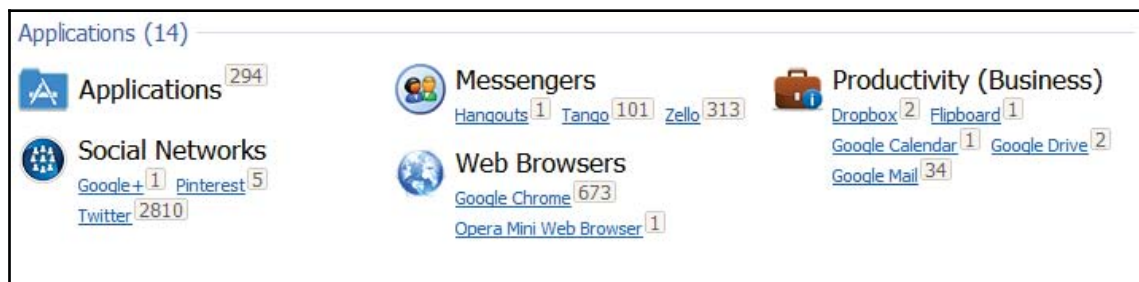 Applications (14)
Applications 294
Social Networks
Google+ 1 Pinterest 5
Twitter 2810
Messengers
Hangouts 1 Tango 101 Zello 313
Web Browsers
Google Chrome 673
Opera Mini Web Browser 1
Productivity (Business)
Dropbox 2 Flipboard 1
Google Calendar 1 Google Drive 2
Google Mail 34